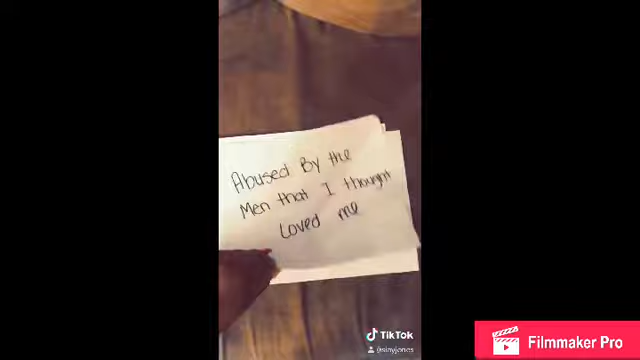 Abused By the
Men that I thought
Loved me
TikTok
Filmmaker Pro